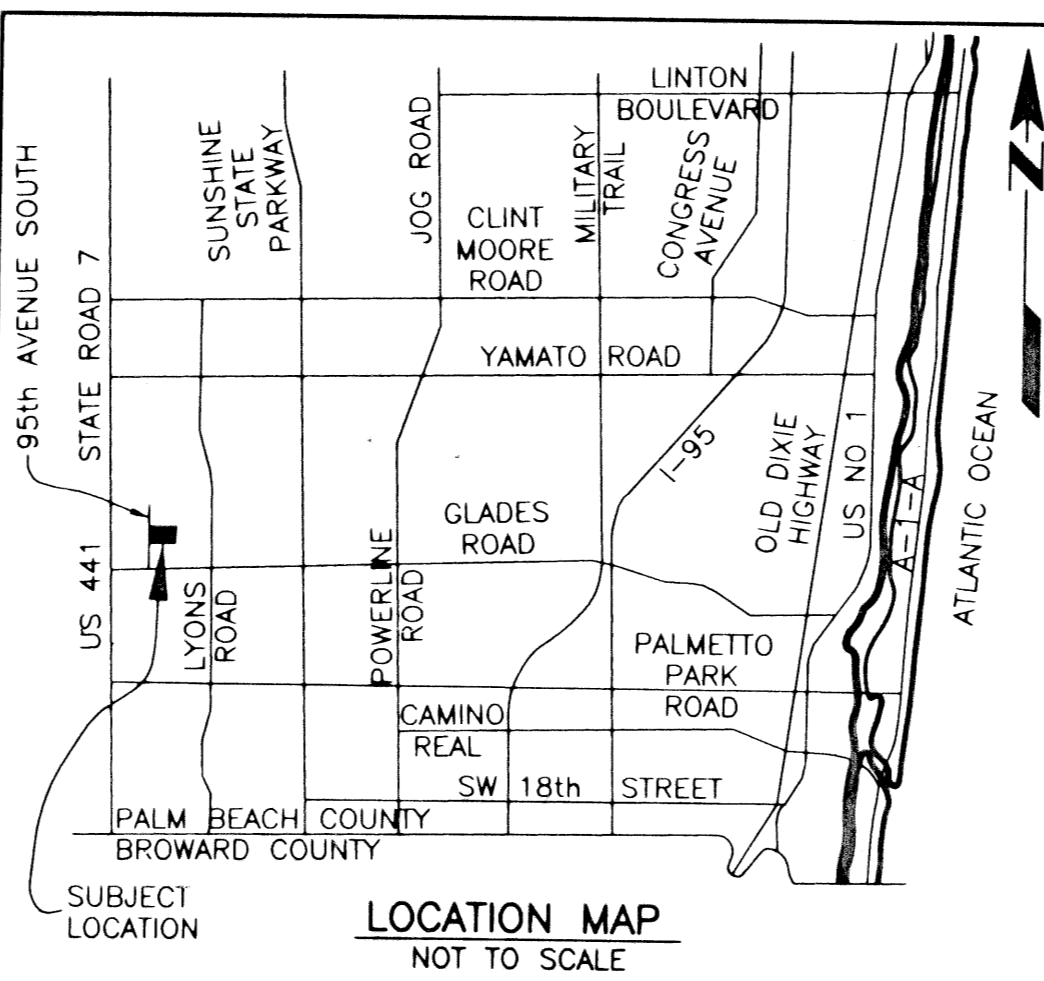 LINTON
BOULEVARD
95th AVENUE SOUTH
STATE ROAD 7
SUNSHINE
STATE
PARKWAY
JOG ROAD
CLINT
MOORE
ROAD
MILITARY
TRAIL
CONGRESS
AVENUE
N
YAMATO ROAD
I-95
OLD DIXIE
HIGHWAY
US NO 1
A-1-A
ATLANTIC OCEAN
GLADES
ROAD
US 441
LYONS
ROAD
POWERLINE
ROAD
PALMETTO
PARK
ROAD
CAMINO
REAL
SW 18th STREET
PALM BEACH COUNTY
BROWARD COUNTY
SUBJECT
LOCATION
LOCATION MAP
NOT TO SCALE